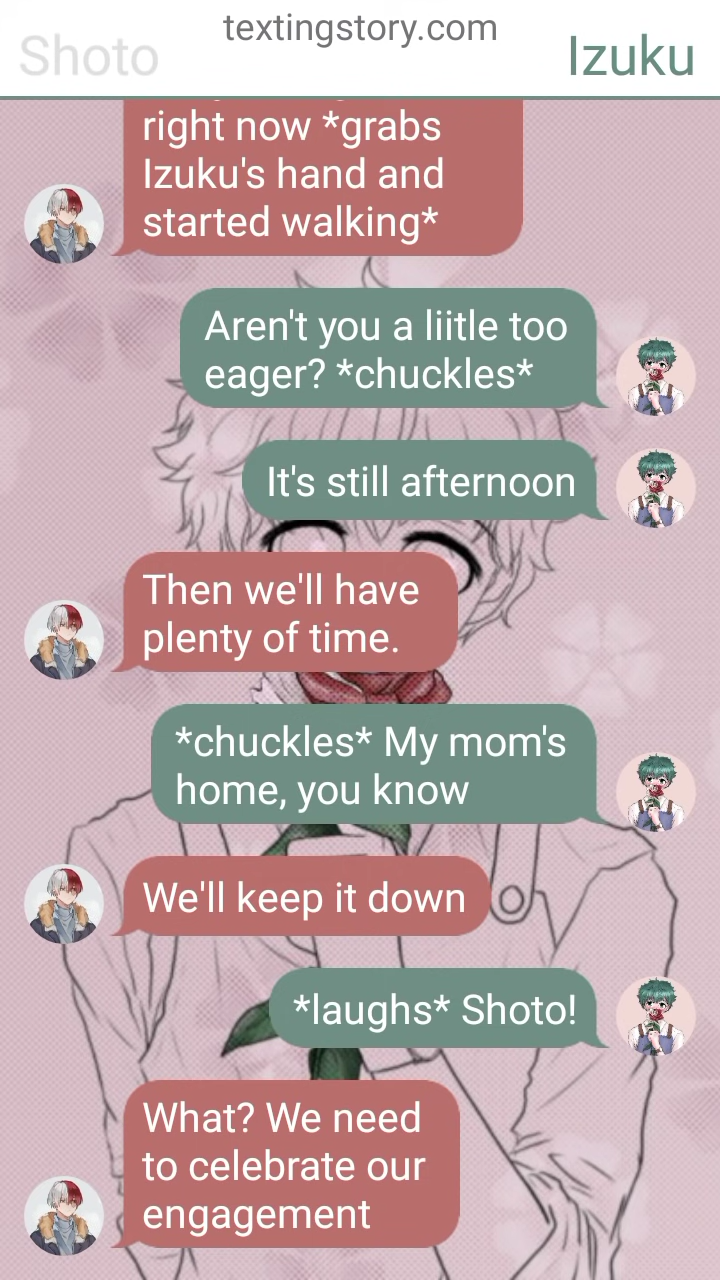 textingstory.com
Shoto
Izuku
right now *grabs
Izuku's hand and
started walking*
Aren't you a liitle too
eager? *chuckles*
It's still afternoon
Then we'll have
plenty of time.
*chuckles* My mom's
home, you know
We'll keep it down
*laughs* Shoto!
What? We need
to celebrate our
engagement